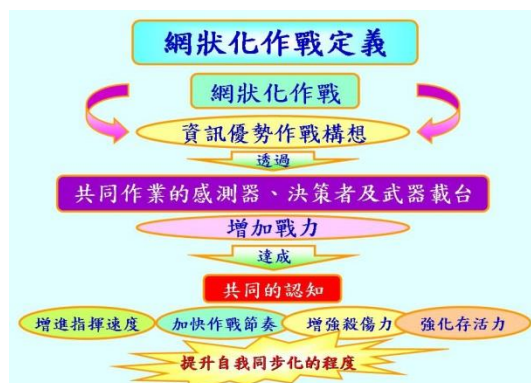 網狀化作戰定義
網狀化作戰
資訊優勢作戰構想
透過
共同作業的感測器、決策者及武器載台
增加戰力
達成
共同的認知
增進指揮速度 加快作戰節奏 增強殺傷力 強化存活力
提升自我同步化的程度